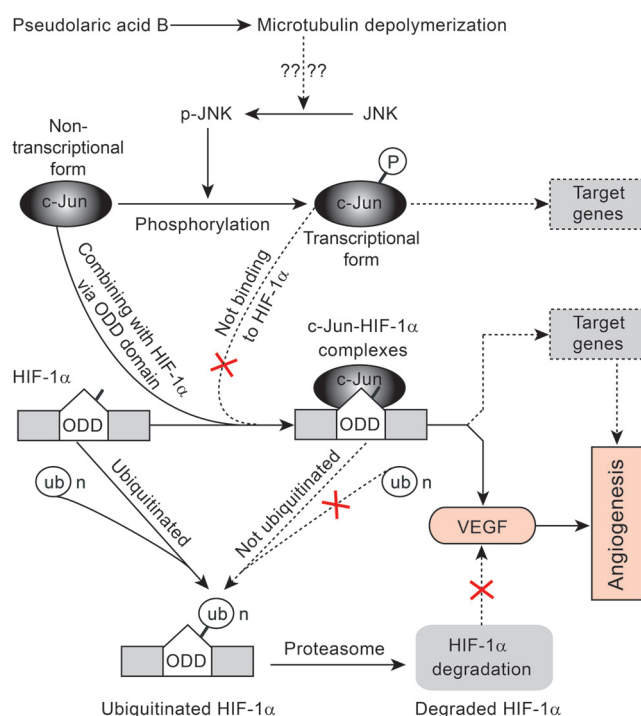 Pseudolaric acid B
Microtubulin depolymerization
?? ??
p-JNK
JNK
Non-
transcriptional
form
c-Jun
Phosphorylation
P
c-Jun
Transcriptional
form
Target
genes
Combining with HIF-1α
via ODD
domain
Not binding
to HIF-1α
c-Jun-HIF-1α
complexes
Target
genes
HIF-1α
ODD
c-Jun
ODD
ub n
Ubiquitinated
Not ubiquitinated
ub n
VEGF
Angiogenesis
ub n
ODD
Proteasome
HIF-1α
degradation
Ubiquitinated HIF-1α
Degraded HIF-1α